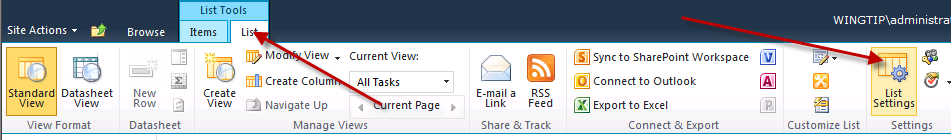 List Tools
Site Actions Browse Items List WINGTIP\administra
Standard View
Datasheet View
New Row
Create View
Modify View
Create Column
Navigate Up
Current View:
All Tasks
Current Page
E-mail a Link
RSS Feed
Sync to SharePoint Workspace
Connect to Outlook
Export to Excel
List Settings
View Format Datasheet Manage Views Share & Track Connect & Export Customize List Settings